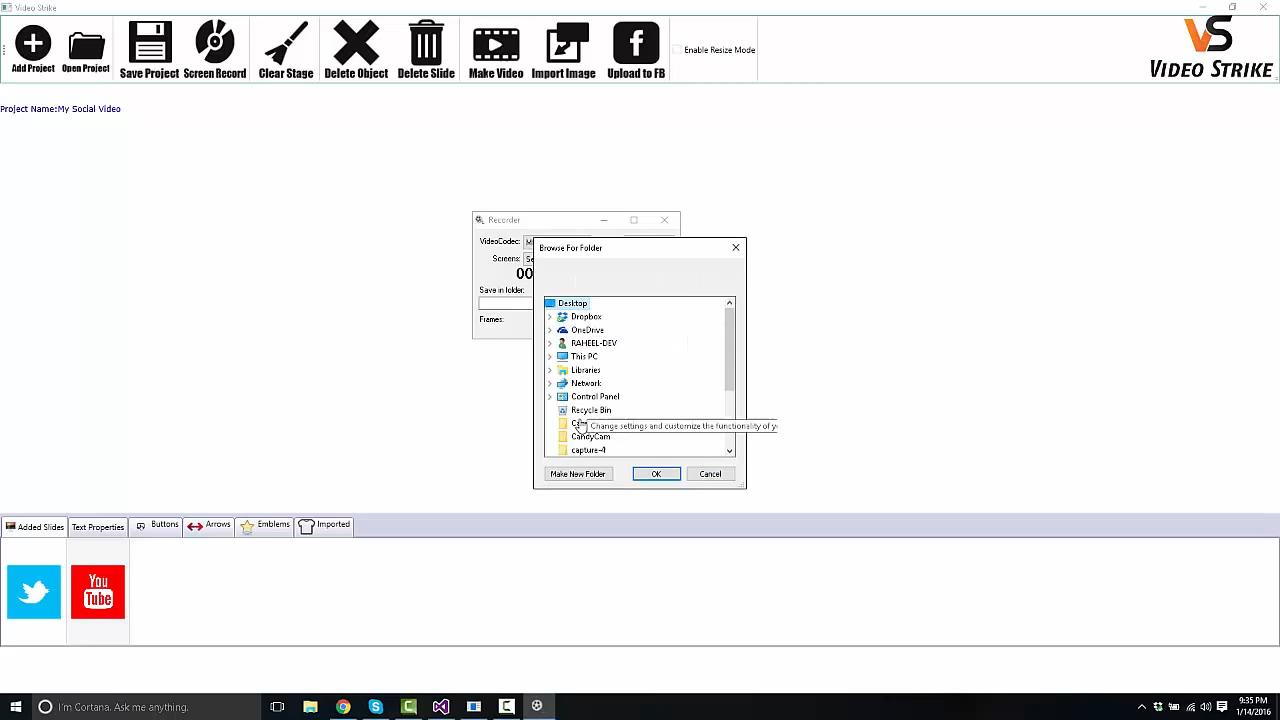 Video Strike
Add Project
Open Project
Save Project
Screen Record
Clear Stage
Delete Object
Delete Slide
Make Video
Import Image
Upload to FB
Enable Resize Mode
VS
VIDEO STRIKE
Project Name:My Social Video
Recorder
VideoCodec:
Screens:
00
Save in folder:
Frames:
Browse For Folder
Desktop
Dropbox
OneDrive
RAHEEL-DEV
This PC
Libraries
Network
Control Panel
Recycle Bin
Change settings and customize the functionality of
CandyCam
capture-4
Make New Folder
OK
Cancel
Added Slides
Text Properties
Buttons
Arrows
Emblems
Imported
You
Tube
I'm Cortana. Ask me anything.
9:35 PM
1/14/2016